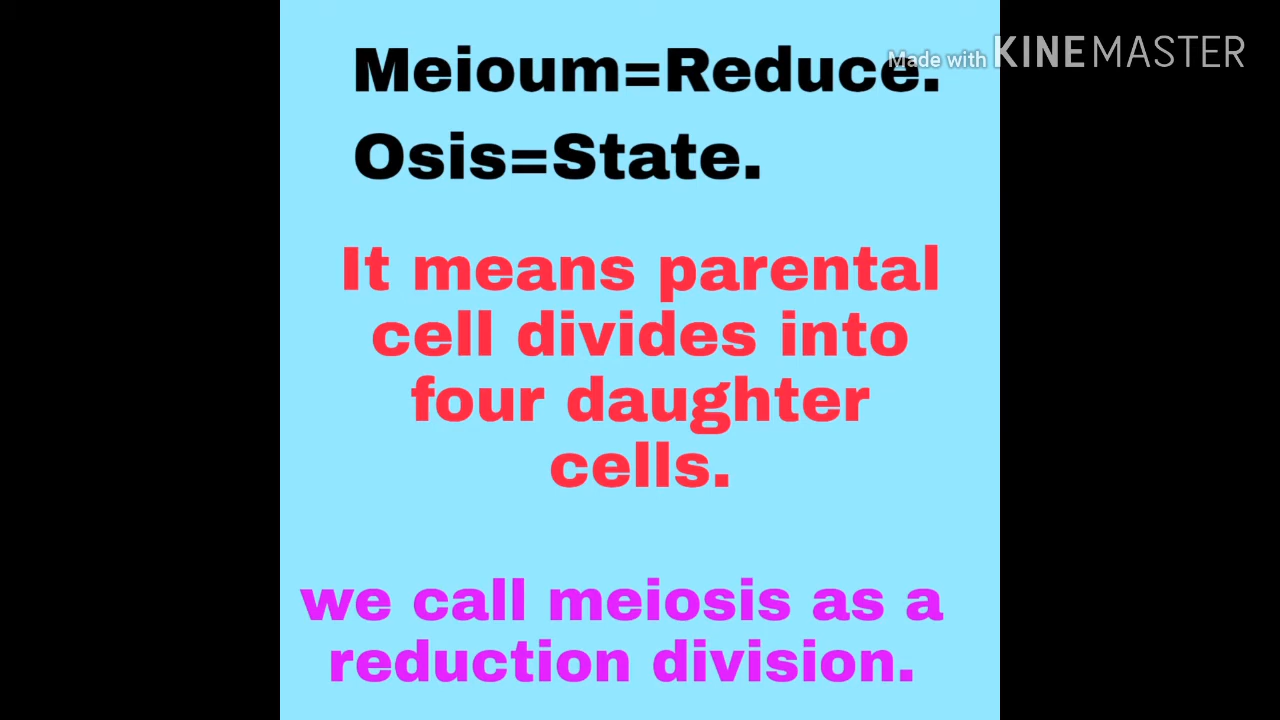 Made with KINEMASTER
Meioum=Reduce.
Osis=State.
It means parental
cell divides into
four daughter
cells.
we call meiosis as a
reduction division.